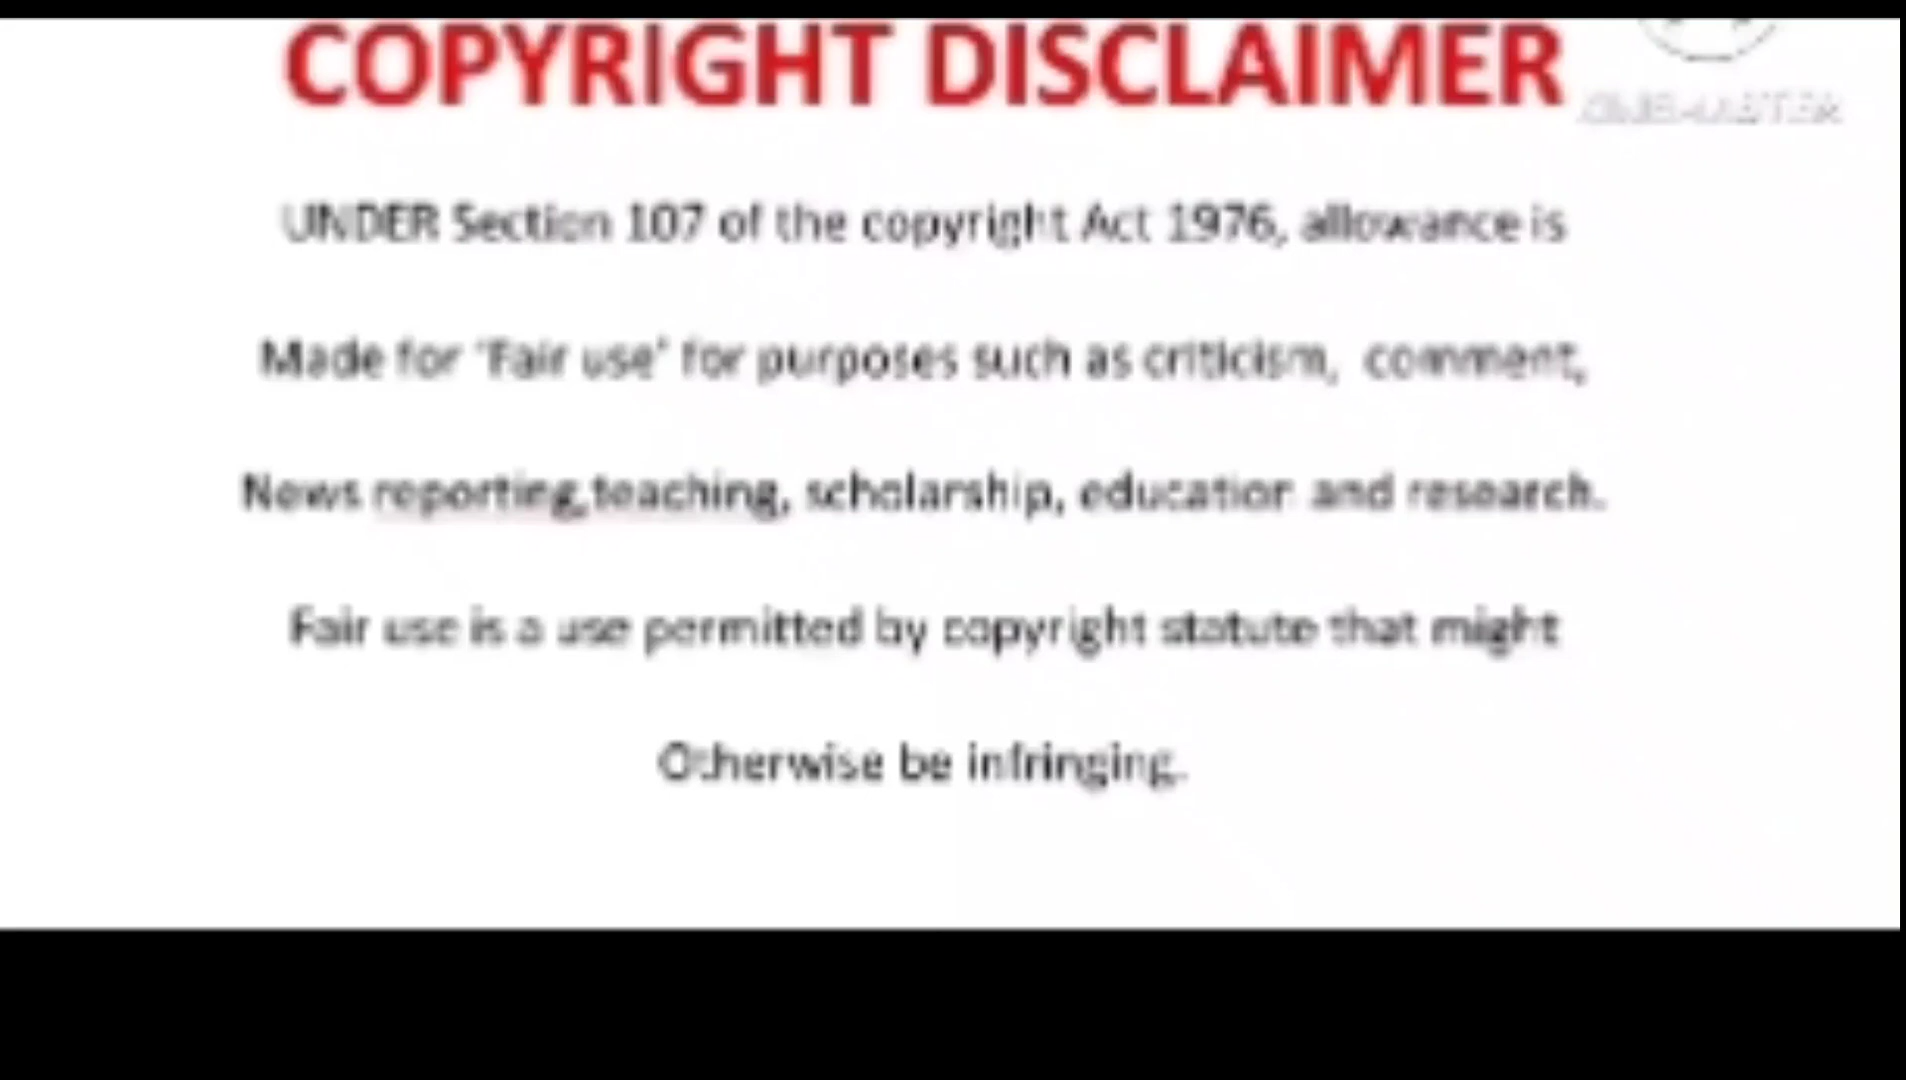 COPYRIGHT DISCLAIMER
UNDER Section 107 of the copyright Act 1976, allowance is
Made for 'Fair use' for purposes such as criticism, comment,
News reporting,teaching, scholarship, education and research.
Fair use is a use permitted by copyright statute that might
Otherwise be infringing.